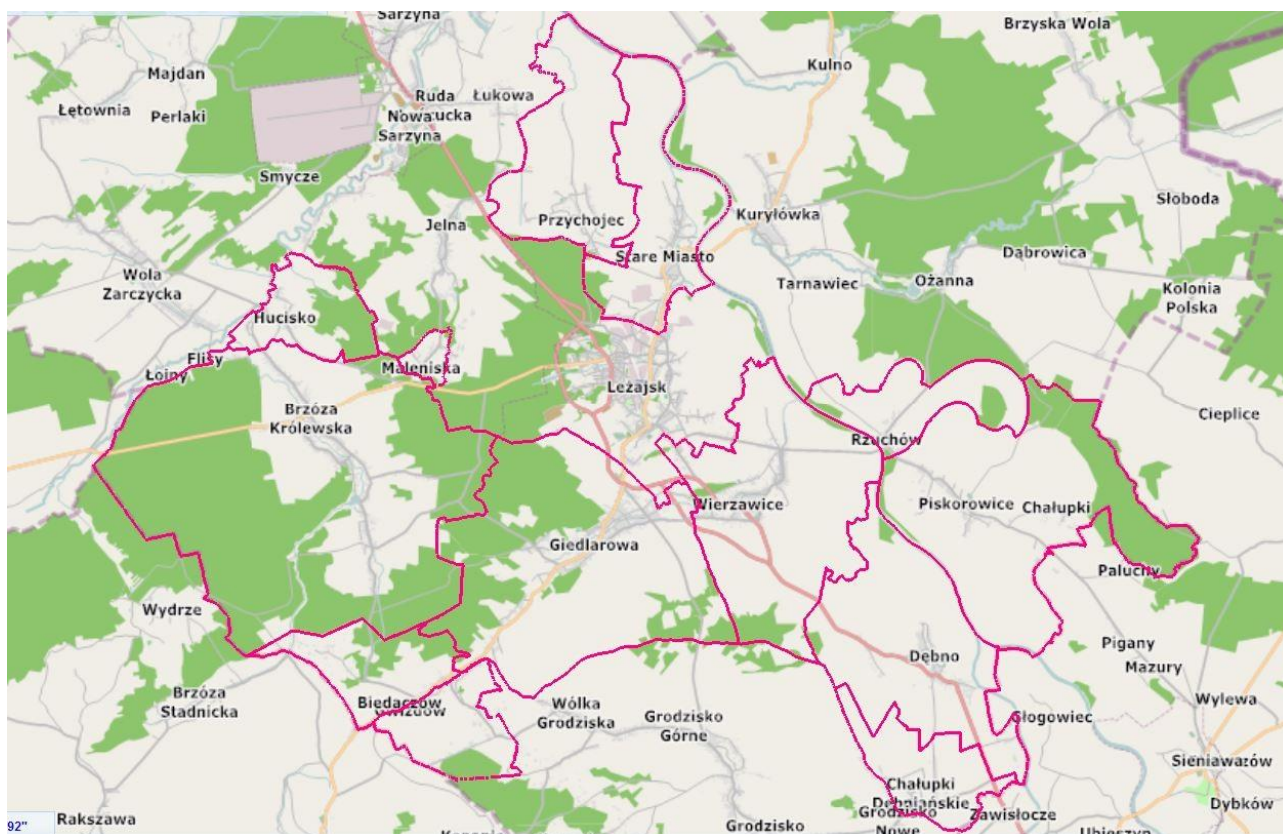 Sarzyna
Brzyska Wola
Majdan
Kulno
Łętownia
Perlaki
Ruda
Łukowa
Nowa
Sarzyna
Smycze
Słoboda
Jelna
Przychojec
Kuryłówka
Stare Miasto
Dąbrowica
Wola
Zarczycka
Tarnawiec
Ożanna
Kolonia
Polska
Hucisko
Flisy
Łoiny
Maleniska
Leżajsk
Brzóza
Królewska
Cieplice
Rzuchów
Wierzawice
Piskorowice
Chałupki
Giedlarowa
Paluchy
Wydrze
Pigany
Dębno
Mazury
Brzóza
Stadnicka
Biedaczów
Wólka
Grodziska
Wylewa
Grodzisko
Górne
Głogowiec
Sieniawazów
Chałupki
Dębniańskie
Grodzisko
Nowe
Zawisłocze
Dybków
92"
Rakszawa
Grodzisko